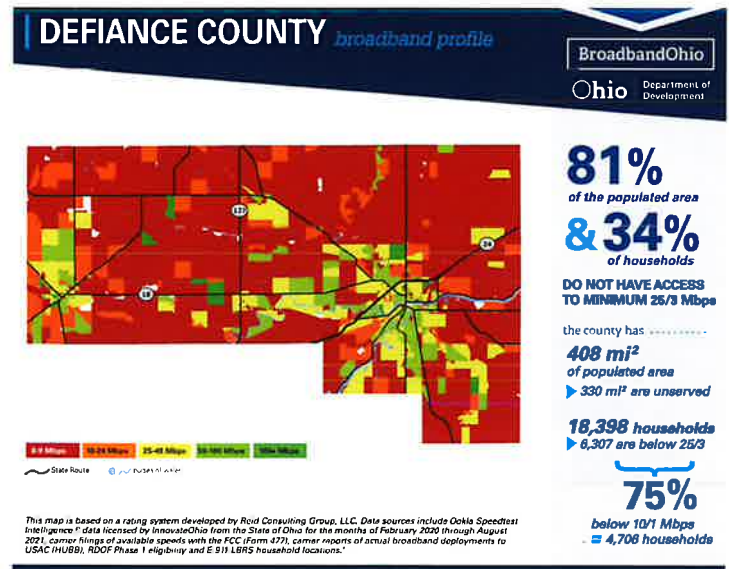 DEFIANCE COUNTY broadband profile
BroadbandOhio
Ohio Department of
Development
81%
of the populated area
& 34%
of households
DO NOT HAVE ACCESS
TO MINIMUM 25/3 Mbps
the county has
408 mi²
of populated area
330 mi² are unserved
18,398 households
6,307 are below 25/3
75%
below 10/1 Mbps
= 4,706 households
127
24
18
0-9 Mbps 10-24 Mbps 25-49 Mbps 50-100 Mbps 100+ Mbps
State Route
This map is based on a rating system developed by Reid Consulting Group, LLC. Data sources include Ookla Speedtest
Intelligence data licensed by InnovateOhio from the State of Ohio for the months of February 2020 through August
2021, carrier filings of available speeds with the FCC (Form 477), carrier reports of actual broadband deployments to
USAC (HUBB), RDOF Phase 1 eligibility and E-911 LBRS household locations.